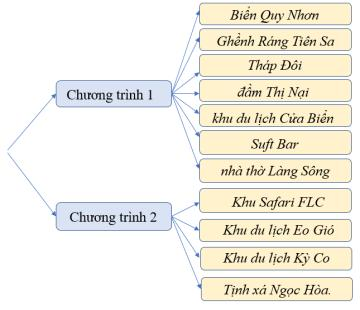 Chương trình 1
Biển Quy Nhơn
Ghềnh Ráng Tiên Sa
Tháp Đôi
đầm Thị Nại
khu du lịch Cửa Biển
Suft Bar
nhà thờ Làng Sông
Chương trình 2
Khu Safari FLC
Khu du lịch Eo Gió
Khu du lịch Kỳ Co
Tịnh xá Ngọc Hòa.